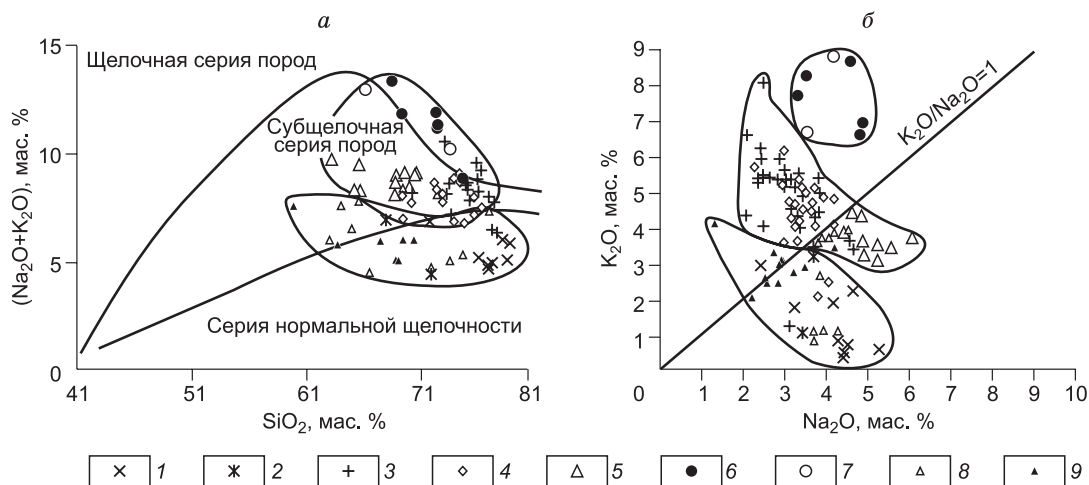 а
б
(Na₂O+K₂O), мас. %
15
10
5
0
Щелочная серия пород
Субщелочная
серия пород
Серия нормальной щелочности
41 51 61 71 81
SiO₂, мас. %
K₂O, мас. %
9
8
7
6
5
4
3
2
1
0
K₂O/Na₂O=1
1 2 3 4 5 6 7 8 9 10
Na₂O, мас. %
1 2 3 4 5 6 7 8 9